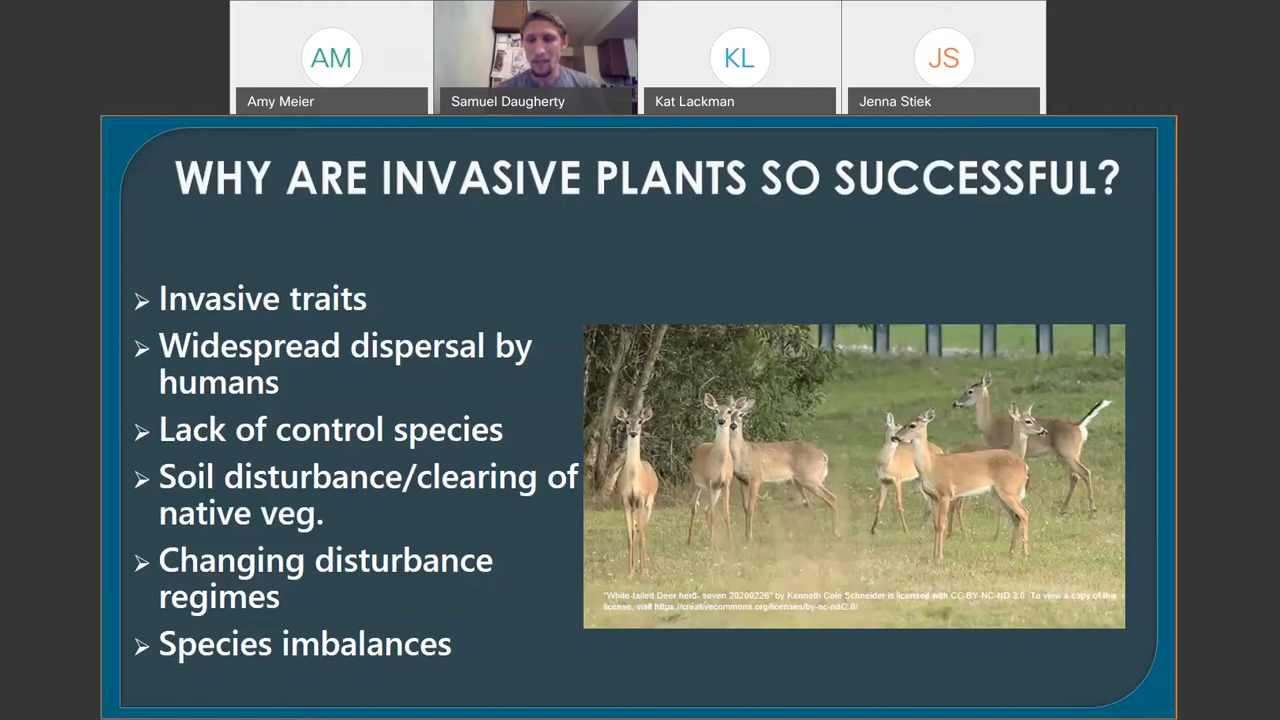 AM
KL
JS
Amy Meier
Samuel Daugherty
Kat Lackman
Jenna Stiek
WHY ARE INVASIVE PLANTS SO SUCCESSFUL?
Invasive traits
Widespread dispersal by
humans
Lack of control species
Soil disturbance/clearing of
native veg.
Changing disturbance
regimes
Species imbalances
"White-tailed Deer herd- seven 20200226" by Kenneth Cole Schneider is licensed with CC BY-NC-ND 2.0. To view a copy of this
license, visit https://creativecommons.org/licenses/by-nc-nd/2.0/